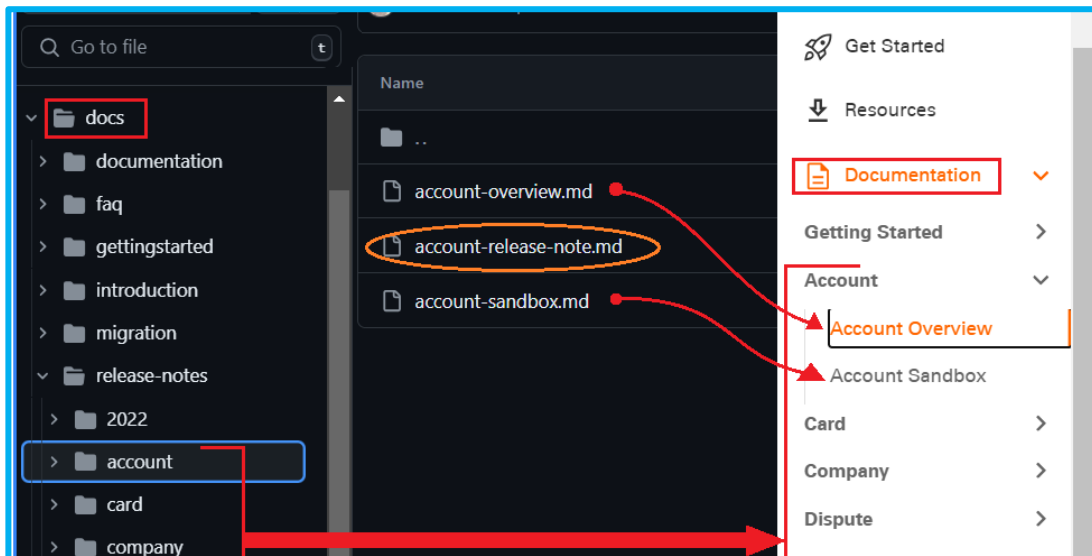 Go to file
t
docs
documentation
faq
gettingstarted
introduction
migration
release-notes
2022
account
card
company
Name
..
account-overview.md
account-release-note.md
account-sandbox.md
Get Started
Resources
Documentation
Getting Started
Account
Account Overview
Account Sandbox
Card
Company
Dispute